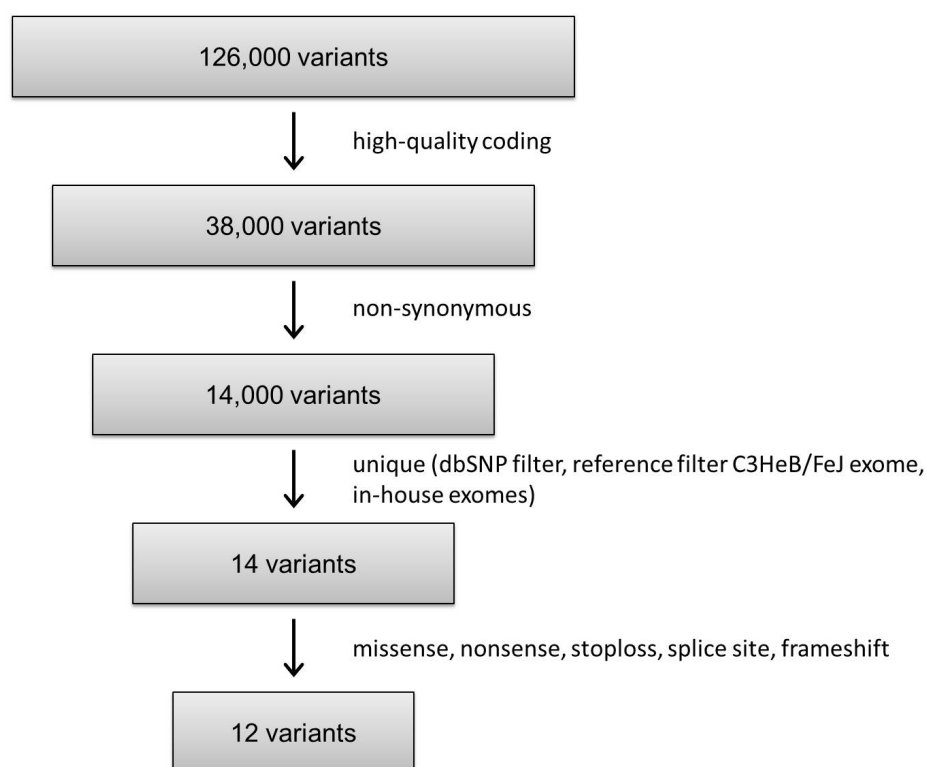 126,000 variants
high-quality coding
38,000 variants
non-synonymous
14,000 variants
unique (dbSNP filter, reference filter C3HeB/FeJ exome,
in-house exomes)
14 variants
missense, nonsense, stoploss, splice site, frameshift
12 variants